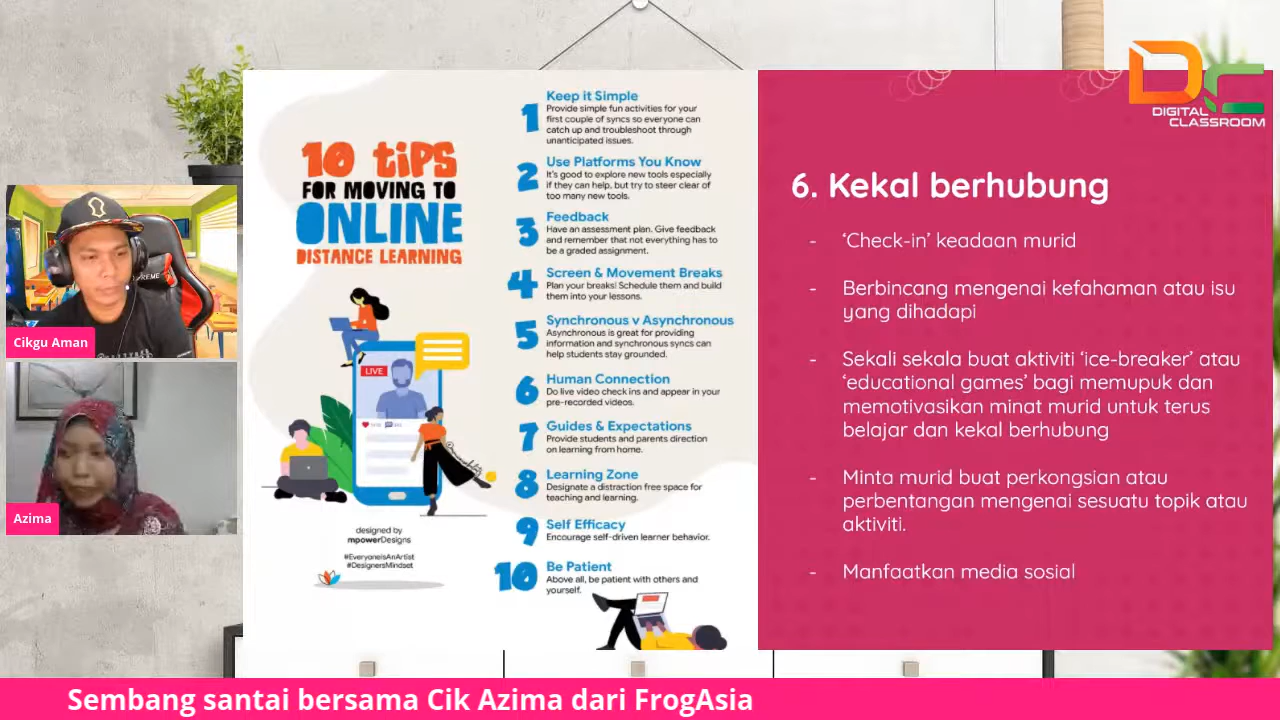 DIGITAL
CLASSROOM
10 tips
FOR MOVING TO
ONLINE
DISTANCE LEARNING
LIVE
designed by
mpowerDesigns
#EveryoneIsAnArtist
#DesignersMindset
1
Keep it Simple
Provide simple fun activities for your
first couple of syncs so everyone can
catch up and troubleshoot through
unanticipated issues.
2
Use Platforms You Know
It's good to explore new tools especially
if they can help, but try to steer clear of
too many new tools.
3
Feedback
Have an assessment plan. Give feedback
and remember that not everything has to
be a graded assignment.
4
Screen & Movement Breaks
Plan your breaks! Schedule them and build
them into your lessons.
5
Synchronous v Asynchronous
Asynchronous is great for providing
information and synchronous syncs can
help students stay grounded.
6
Human Connection
Do live video check ins and appear in your
pre-recorded videos.
7
Guides & Expectations
Provide students and parents direction
on learning from home.
8
Learning Zone
Designate a distraction free space for
teaching and learning.
9
Self Efficacy
Encourage self-driven learner behavior.
10
Be Patient
Above all, be patient with others and
yourself.
6. Kekal berhubung
- ‘Check-in’ keadaan murid
- Berbincang mengenai kefahaman atau isu
yang dihadapi
- Sekali sekala buat aktiviti ‘ice-breaker’ atau
‘educational games’ bagi memupuk dan
memotivasikan minat murid untuk terus
belajar dan kekal berhubung
- Minta murid buat perkongsian atau
perbentangan mengenai sesuatu topik atau
aktiviti.
- Manfaatkan media sosial
Cikgu Aman
Azima
Sembang santai bersama Cik Azima dari FrogAsia